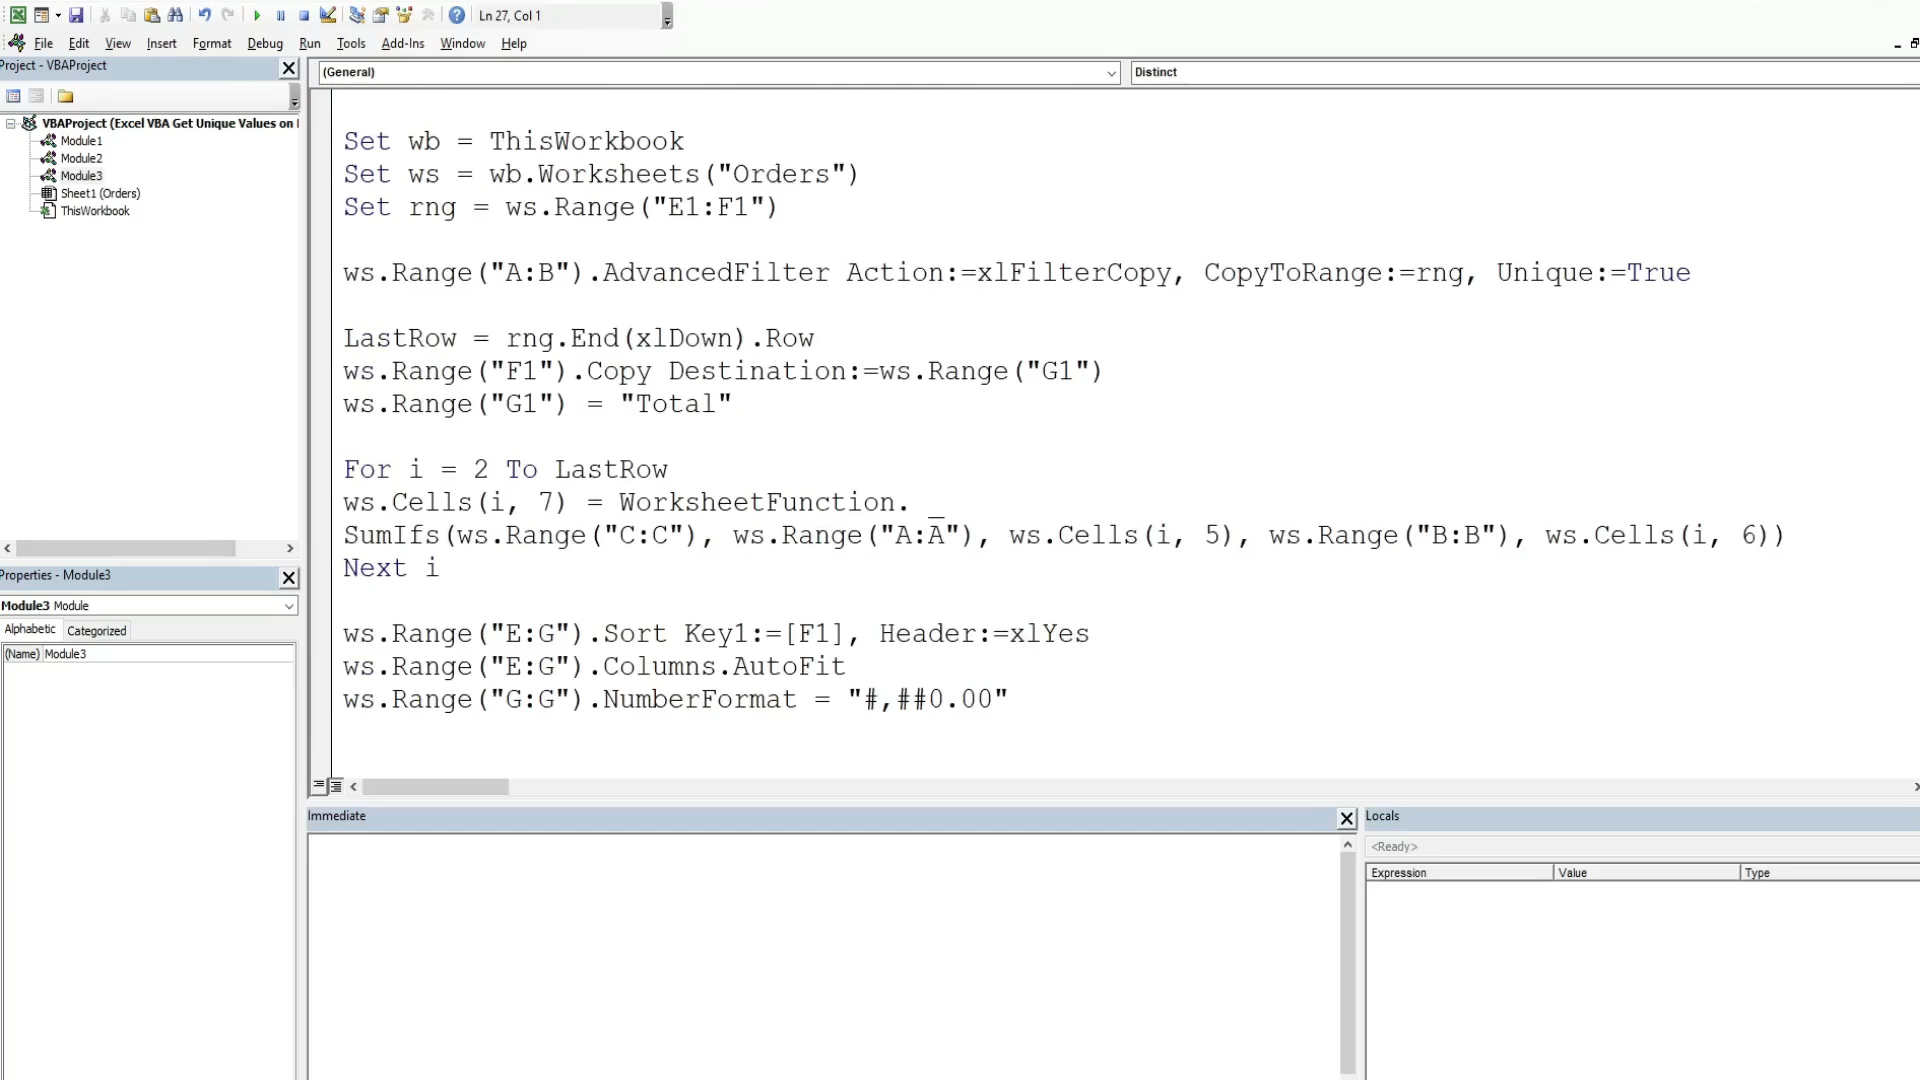 Ln 27, Col 1
File Edit View Insert Format Debug Run Tools Add-Ins Window Help
Project - VBAProject
(General)
Distinct
VBAProject (Excel VBA Get Unique Values on
Module1
Module2
Module3
Sheet1 (Orders)
ThisWorkbook
Set wb = ThisWorkbook
Set ws = wb.Worksheets("Orders")
Set rng = ws.Range("E1:F1")
ws.Range("A:B").AdvancedFilter Action:=xlFilterCopy, CopyToRange:=rng, Unique:=True
LastRow = rng.End(xlDown).Row
ws.Range("F1").Copy Destination:=ws.Range("G1")
ws.Range("G1") = "Total"
For i = 2 To LastRow
ws.Cells(i, 7) = WorksheetFunction. _
SumIfs(ws.Range("C:C"), ws.Range("A:A"), ws.Cells(i, 5), ws.Range("B:B"), ws.Cells(i, 6))
Next i
ws.Range("E:G").Sort Key1:=[F1], Header:=xlYes
ws.Range("E:G").Columns.AutoFit
ws.Range("G:G").NumberFormat = "#,##0.00"
Properties - Module3
Module3 Module
Alphabetic Categorized
(Name) Module3
Immediate
Locals
<Ready>
Expression Value Type